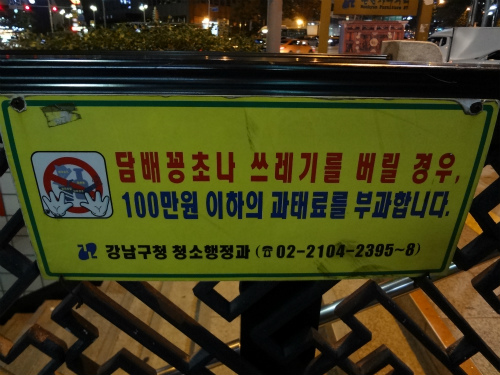 담배꽁초나 쓰레기를 버릴 경우,
100만원 이하의 과태료를 부과합니다.
강남구청 청소행정과 (☎02-2104-2395~8)